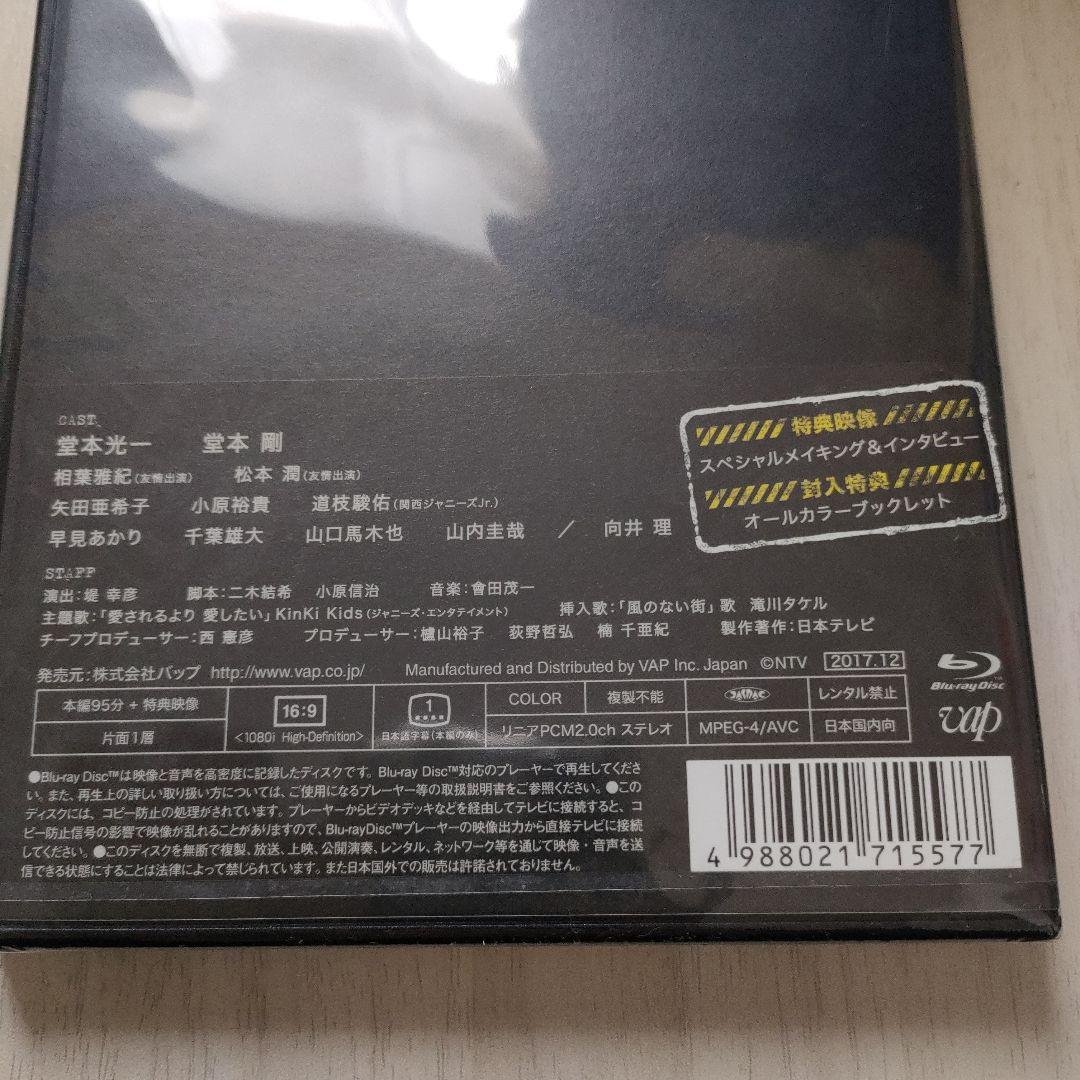 CAST
堂本光一 堂本 剛
相葉雅紀(友情出演) 松本 潤(友情出演)
矢田亜希子 小原裕貴 道枝駿佑(関西ジャニーズJr.)
早見あかり 千葉雄大 山口馬木也 山内圭哉 / 向井 理
特典映像
スペシャルメイキング&インタビュー
封入特典
オールカラーブックレット
STAFF
演出:堤 幸彦 脚本:二木結希 小原信治 音楽:會田茂一
主題歌:「愛されるより 愛したい」KinKi Kids(ジャニーズ・エンタテイメント) 挿入歌:「風のない街」歌 滝川タケル
チーフプロデューサー:西 憲彦 プロデューサー:櫨山裕子 荻野哲弘 楠 千亜紀 製作著作:日本テレビ
発売元:株式会社バップ http://www.vap.co.jp/ Manufactured and Distributed by VAP Inc. Japan ©NTV 2017.12
Blu-ray Disc™
vap
本編95分 + 特典映像
片面1層
16:9
<1080i High-Definition>
1
日本語字幕(本編のみ)
COLOR 複製不能 レンタル禁止
リニアPCM2.0ch ステレオ MPEG-4/AVC 日本国内向
●Blu-ray Disc™は映像と音声を高密度に記録したディスクです。Blu-ray Disc™対応のプレーヤーで再生してくださ
い。また、再生上の詳しい取り扱い方については、ご使用になるプレーヤー等の取扱説明書をご参照ください。●この
ディスクには、コピー防止の処理がされています。プレーヤーからビデオデッキなどを経由してテレビに接続すると、コ
ピー防止信号の影響で映像が乱れることがありますので、Blu-rayDisc™プレーヤーの映像出力から直接テレビに接続
してください。●このディスクを無断で複製、放送、上映、公開演奏、レンタル、ネットワーク等を通じて映像・音声を送
信できる状態にすることは法律によって禁じられています。また日本国外での販売は許諾されておりません。
4 988021 715577